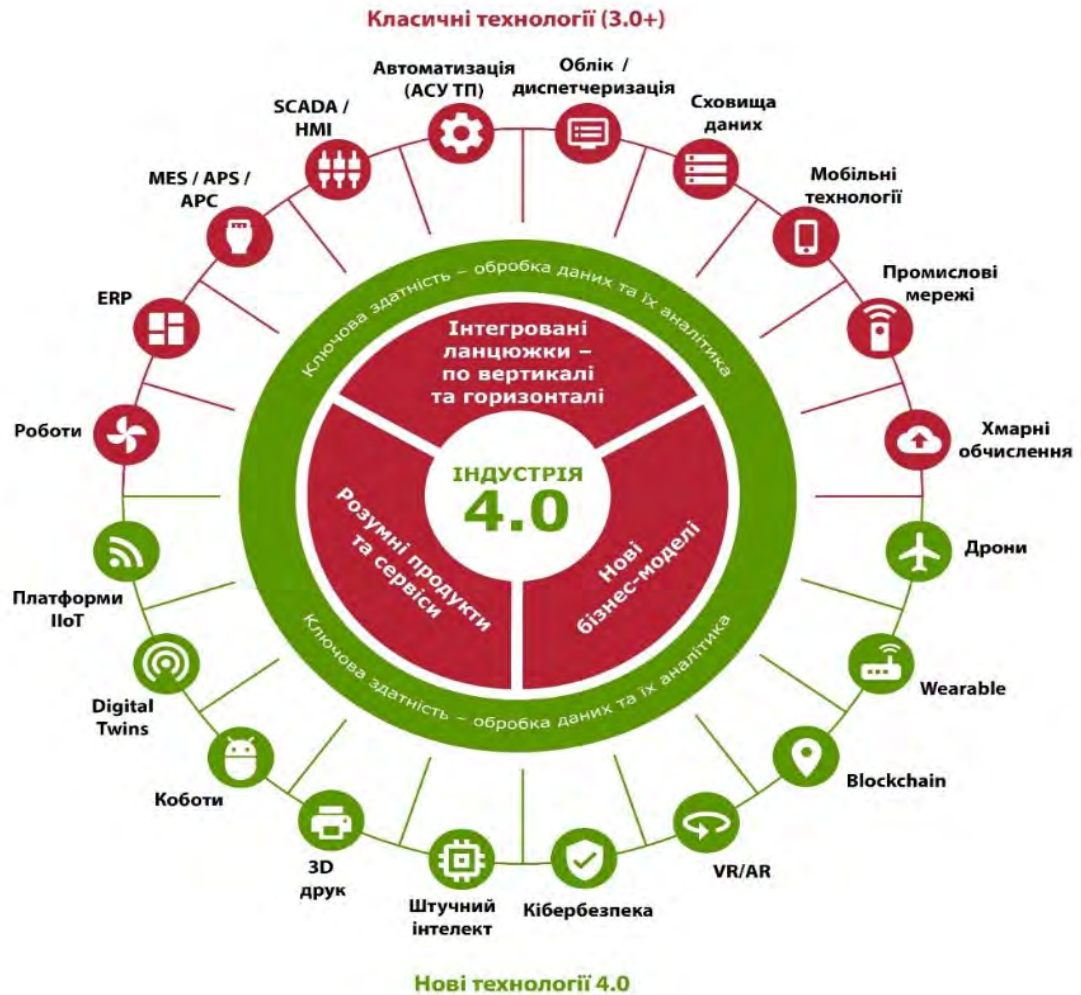 Класичні технології (3.0+)
Автоматизація
(АСУ ТП)
Облік /
диспетчеризація
SCADA /
HMI
Сховища
даних
MES / APS /
APC
Мобільні
технології
ERP
Промислові
мережі
Роботи
Хмарні
обчислення
Ключова здатність – обробка даних та їх аналітика
Інтегровані
ланцюжки –
по вертикалі
та горизонталі
ІНДУСТРІЯ
4.0
Розумні продукти
та сервіси
Нові
бізнес-моделі
Ключова здатність – обробка даних та їх аналітика
Платформи
IIoT
Дрони
Digital
Twins
Wearable
Коботи
Blockchain
3D
друк
VR/AR
Штучний
інтелект
Кібербезпека
Нові технології 4.0